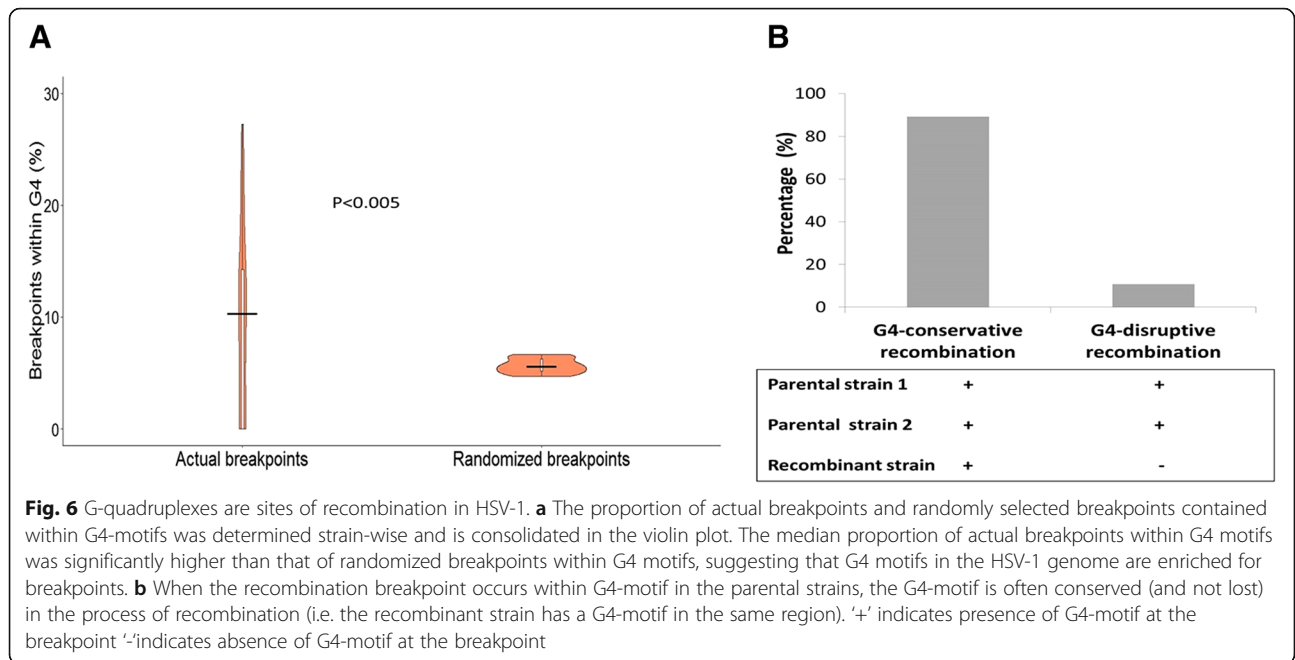 A
Breakpoints within G4 (%)
30
20
10
0
P<0.005
Actual breakpoints
Randomized breakpoints
B
Percentage (%)
100
80
60
40
20
0
G4-conservative
recombination
G4-disruptive
recombination
Parental strain 1 + +
Parental strain 2 + +
Recombinant strain + -
Fig. 6 G-quadruplexes are sites of recombination in HSV-1. a The proportion of actual breakpoints and randomly selected breakpoints contained
within G4-motifs was determined strain-wise and is consolidated in the violin plot. The median proportion of actual breakpoints within G4 motifs
was significantly higher than that of randomized breakpoints within G4 motifs, suggesting that G4 motifs in the HSV-1 genome are enriched for
breakpoints. b When the recombination breakpoint occurs within G4-motif in the parental strains, the G4-motif is often conserved (and not lost)
in the process of recombination (i.e. the recombinant strain has a G4-motif in the same region). ‘+’ indicates presence of G4-motif at the
breakpoint ‘-‘indicates absence of G4-motif at the breakpoint